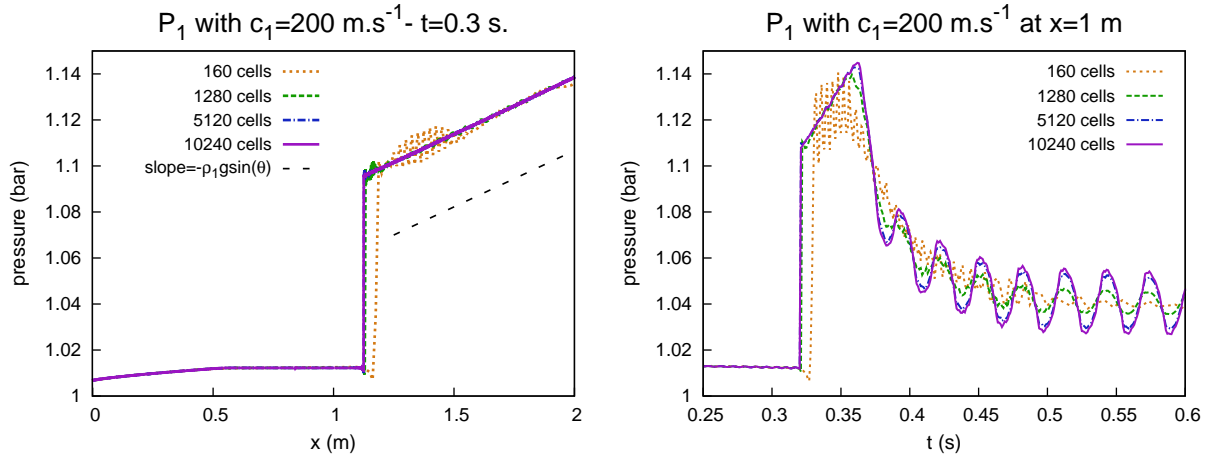 P₁ with c₁=200 m.s⁻¹- t=0.3 s.
160 cells
1280 cells
5120 cells
10240 cells
slope=-ρ₁gsin(θ)
pressure (bar)
1.14
1.12
1.1
1.08
1.06
1.04
1.02
1
0 0.5 1 1.5 2
x (m)
P₁ with c₁=200 m.s⁻¹ at x=1 m
160 cells
1280 cells
5120 cells
10240 cells
pressure (bar)
1.14
1.12
1.1
1.08
1.06
1.04
1.02
1
0.25 0.3 0.35 0.4 0.45 0.5 0.55 0.6
t (s)